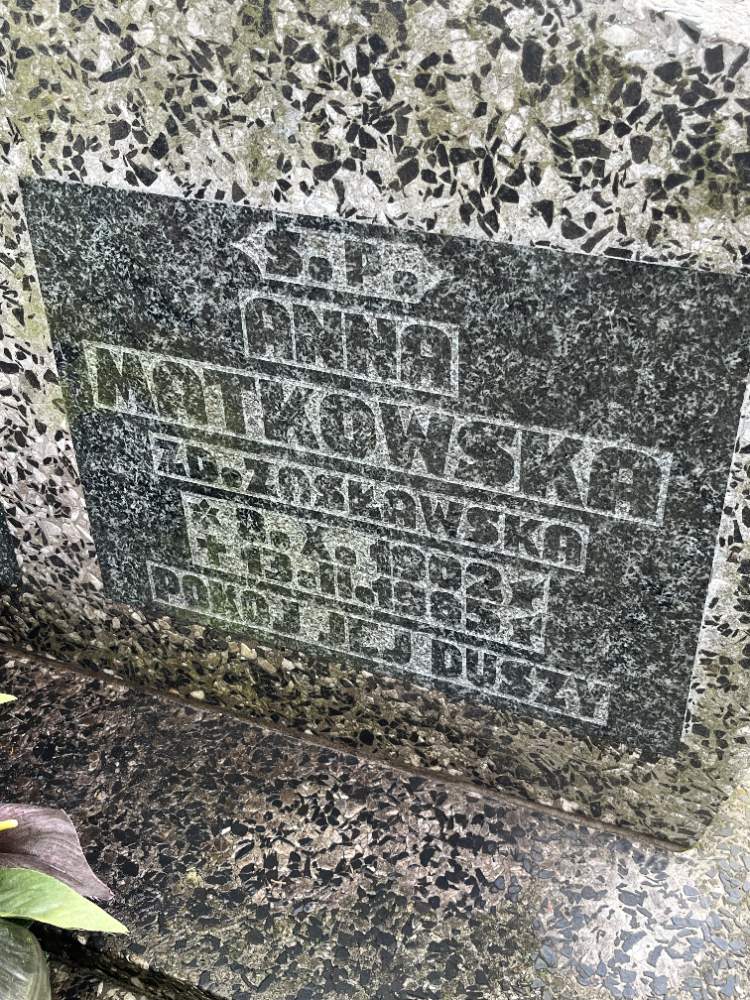 Ś.P.
ANNA
MATKOWSKA
ZD. ZOSKAWSKA
POKÓJ JEJ DUSZY